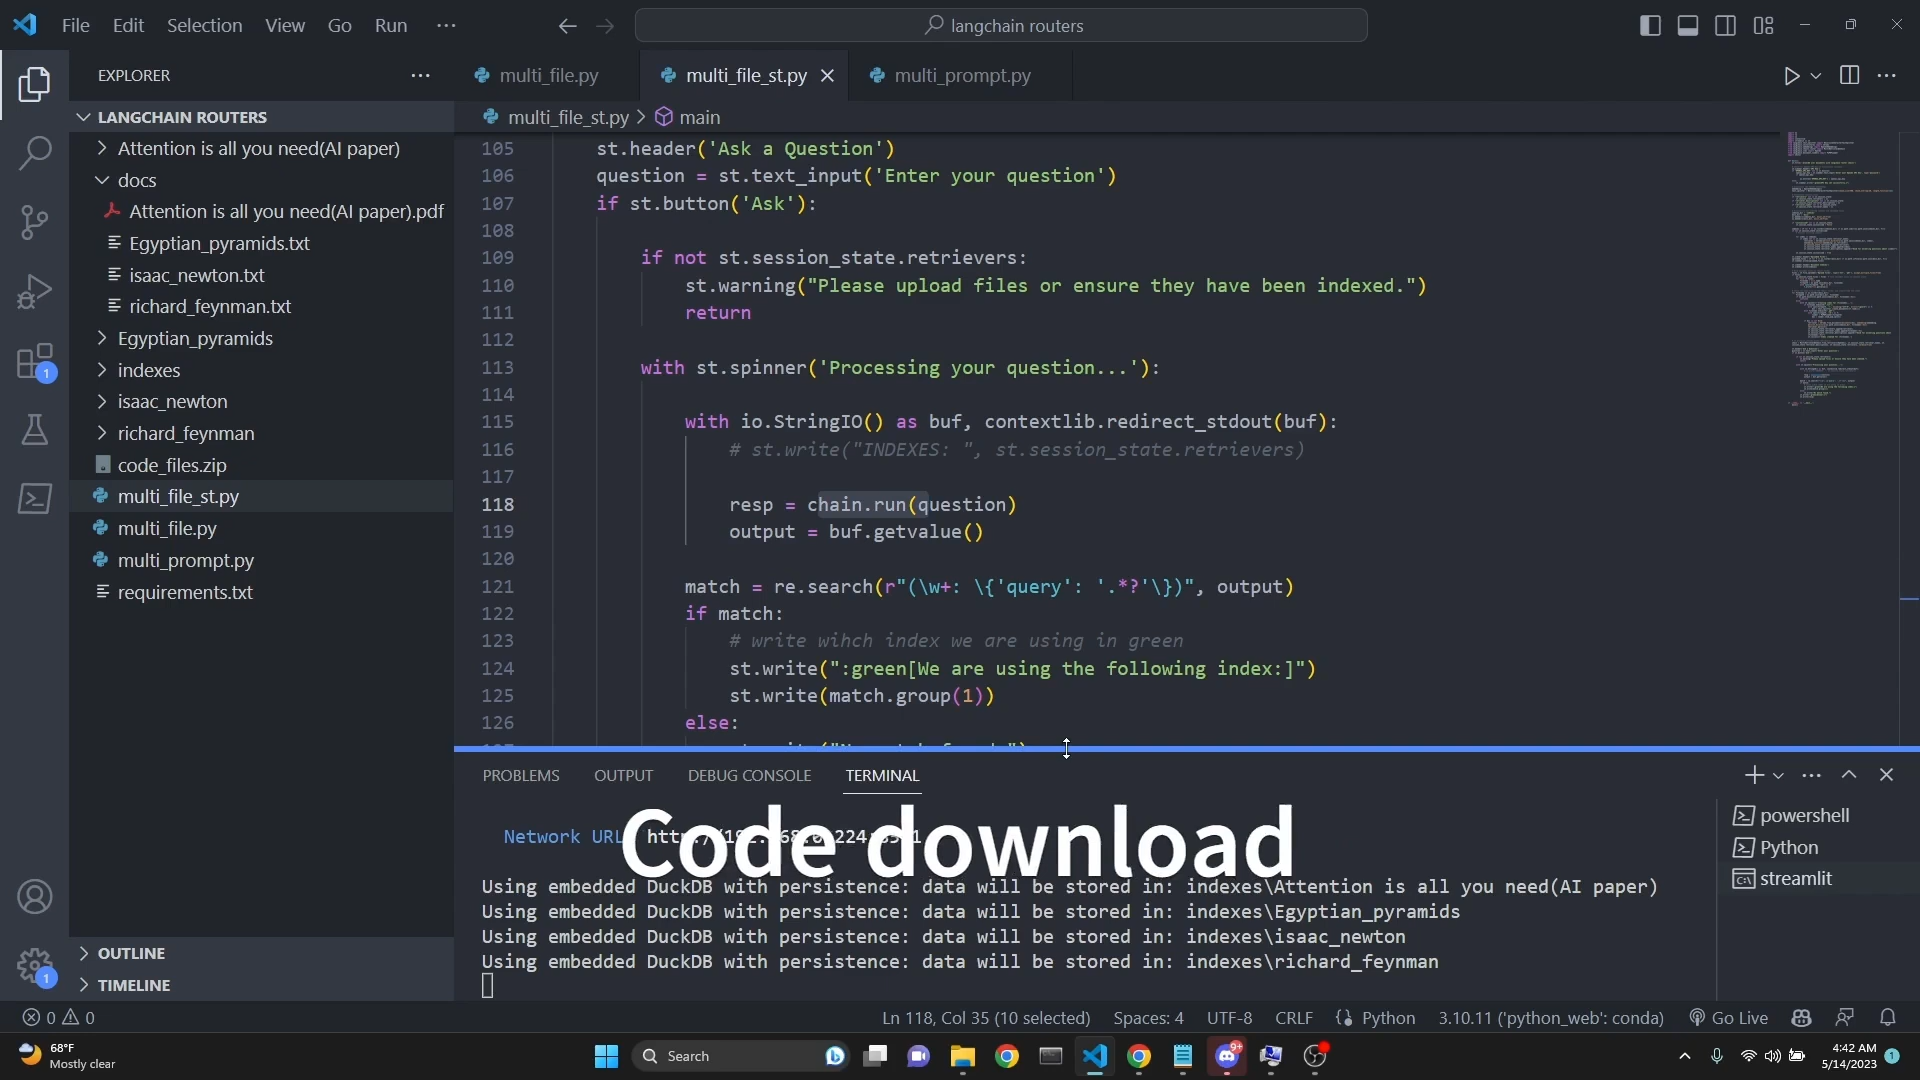 File Edit Selection View Go Run ···
langchain routers
EXPLORER
LANGCHAIN ROUTERS
Attention is all you need(AI paper)
docs
Attention is all you need(AI paper).pdf
Egyptian_pyramids.txt
isaac_newton.txt
richard_feynman.txt
Egyptian_pyramids
indexes
isaac_newton
richard_feynman
code_files.zip
multi_file_st.py
multi_file.py
multi_prompt.py
requirements.txt
OUTLINE
TIMELINE
1
1
multi_file.py multi_file_st.py multi_prompt.py
multi_file_st.py > main
105 st.header('Ask a Question')
106 question = st.text_input('Enter your question')
107 if st.button('Ask'):
108
109 if not st.session_state.retrievers:
110 st.warning("Please upload files or ensure they have been indexed.")
111 return
112
113 with st.spinner('Processing your question...'):
114
115 with io.StringIO() as buf, contextlib.redirect_stdout(buf):
116 # st.write("INDEXES: ", st.session_state.retrievers)
117
118 resp = chain.run(question)
119 output = buf.getvalue()
120
121 match = re.search(r"(\w+: \{'query': '.*?'\})", output)
122 if match:
123 # write wihch index we are using in green
124 st.write(":green[We are using the following index:]")
125 st.write(match.group(1))
126 else:
PROBLEMS OUTPUT DEBUG CONSOLE TERMINAL
Network URL
Code download
Using embedded DuckDB with persistence: data will be stored in: indexes\Attention is all you need(AI paper)
Using embedded DuckDB with persistence: data will be stored in: indexes\Egyptian_pyramids
Using embedded DuckDB with persistence: data will be stored in: indexes\isaac_newton
Using embedded DuckDB with persistence: data will be stored in: indexes\richard_feynman
powershell
Python
streamlit
0 0
Ln 118, Col 35 (10 selected) Spaces: 4 UTF-8 CRLF Python 3.10.11 ('python_web': conda) Go Live
68°F
Mostly clear
Search
9+
4:42 AM
5/14/2023
1